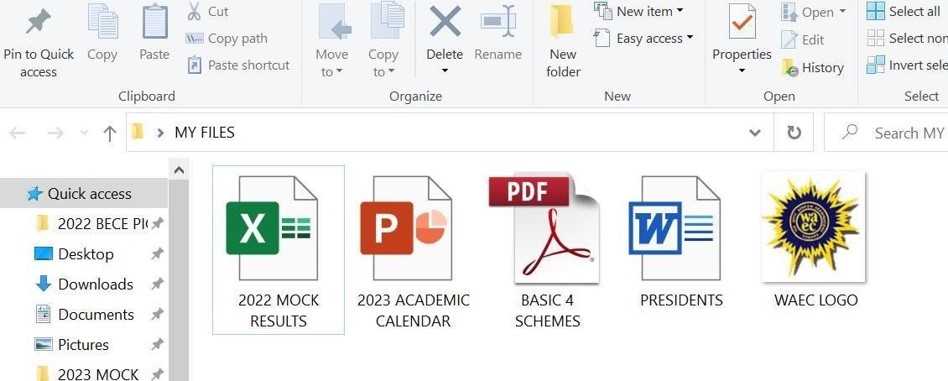 Pin to Quick
access
Copy
Paste
Cut
Copy path
Paste shortcut
Clipboard
Move
to
Copy
to
Delete
Rename
Organize
New
folder
New item
Easy access
New
Properties
Open
Edit
History
Open
Select all
Select non
Invert sele
Select
MY FILES
Search MY
Quick access
2022 BECE PIC
Desktop
Downloads
Documents
Pictures
2023 MOCK
X
2022 MOCK
RESULTS
P
2023 ACADEMIC
CALENDAR
PDF
BASIC 4
SCHEMES
W
PRESIDENTS
waec
WAEC LOGO